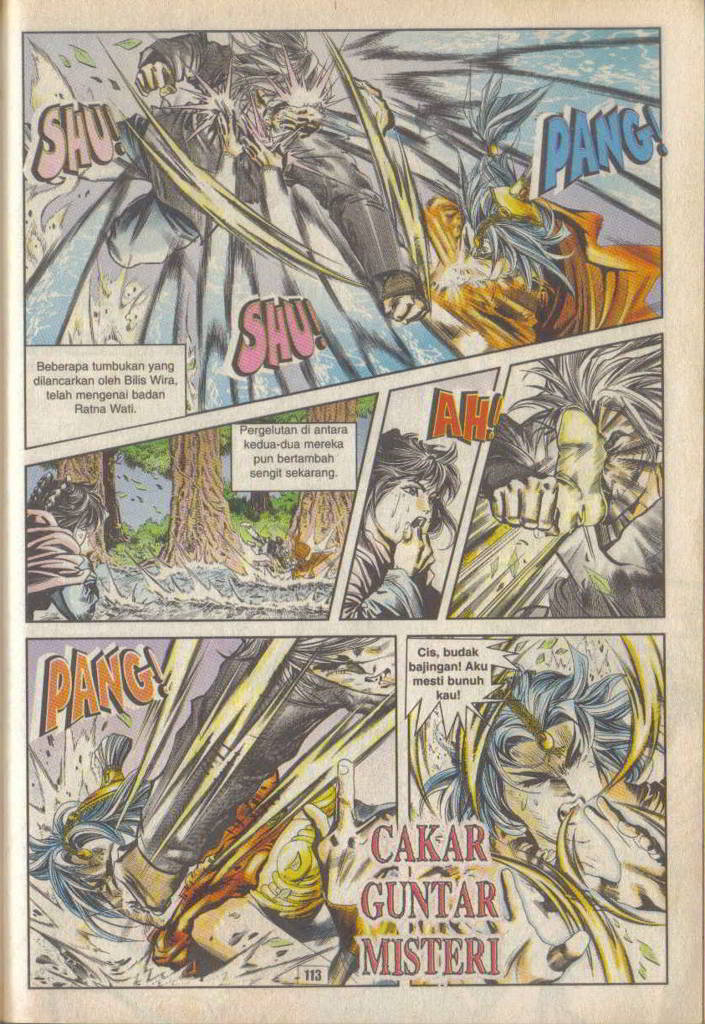 SHU!
PANG!
SHU!
Beberapa tumbukan yang
dilancarkan oleh Bilis Wira,
telah mengenai badan
Ratna Wati.
Pergelutan di antara
kedua-dua mereka
pun bertambah
sengit sekarang.
AH!
PANG!
Cis, budak
bajingan! Aku
mesti bunuh
kau!
CAKAR
GUNTAR
MISTERI
113